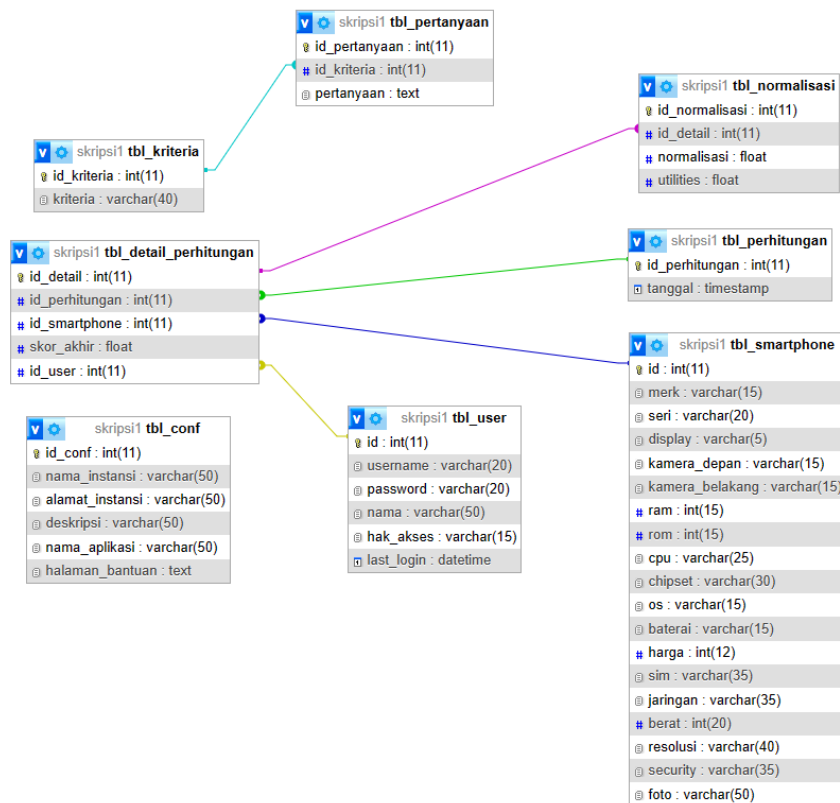 skripsi1 tbl_pertanyaan
id_pertanyaan : int(11)
id_kriteria : int(11)
pertanyaan : text
skripsi1 tbl_normalisasi
id_normalisasi : int(11)
id_detail : int(11)
normalisasi : float
utilities : float
skripsi1 tbl_kriteria
id_kriteria : int(11)
kriteria : varchar(40)
skripsi1 tbl_detail_perhitungan
id_detail : int(11)
id_perhitungan : int(11)
id_smartphone : int(11)
skor_akhir : float
id_user : int(11)
skripsi1 tbl_perhitungan
id_perhitungan : int(11)
tanggal : timestamp
skripsi1 tbl_smartphone
id : int(11)
merk : varchar(15)
seri : varchar(20)
display : varchar(5)
kamera_depan : varchar(15)
kamera_belakang : varchar(15)
ram : int(15)
rom : int(15)
cpu : varchar(25)
chipset : varchar(30)
os : varchar(15)
baterai : varchar(15)
harga : int(12)
sim : varchar(35)
jaringan : varchar(35)
berat : int(20)
resolusi : varchar(40)
security : varchar(35)
foto : varchar(50)
skripsi1 tbl_conf
id_conf : int(11)
nama_instansi : varchar(50)
alamat_instansi : varchar(50)
deskripsi : varchar(50)
nama_aplikasi : varchar(50)
halaman_bantuan : text
skripsi1 tbl_user
id : int(11)
username : varchar(20)
password : varchar(20)
nama : varchar(50)
hak_akses : varchar(15)
last_login : datetime